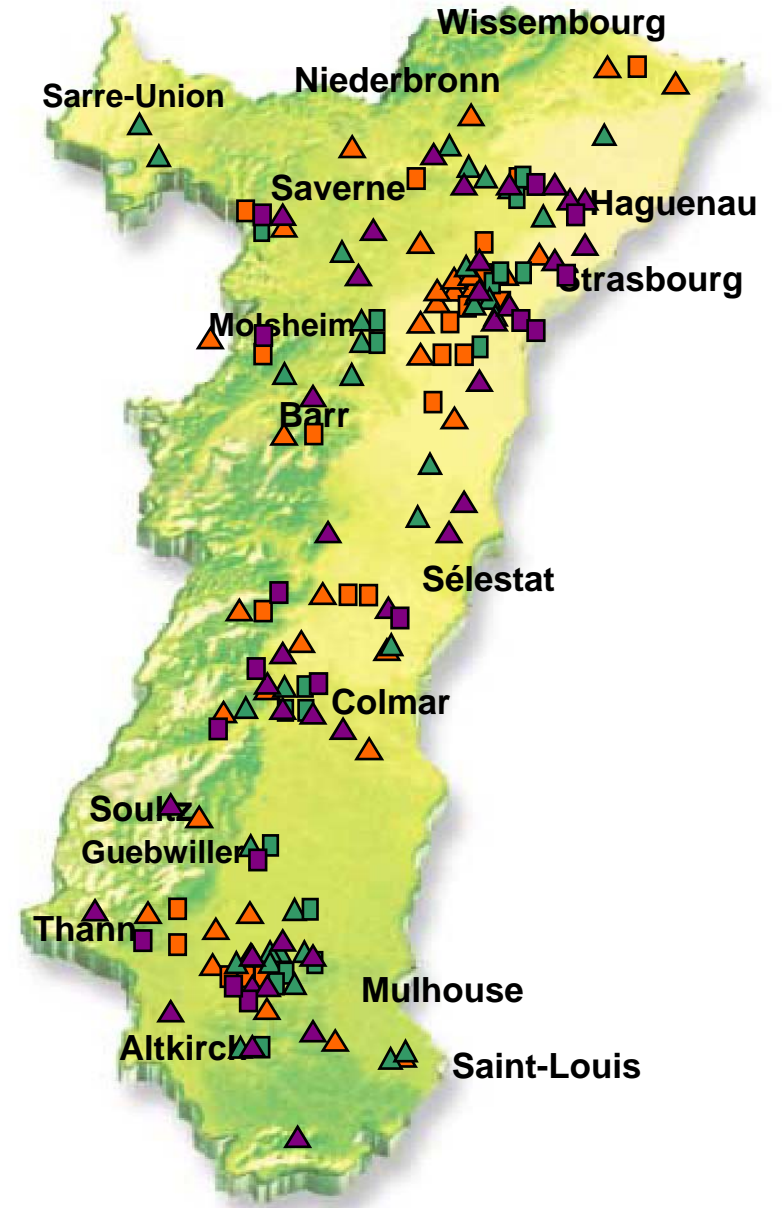 Wissembourg
Niederbronn
Sarre-Union
Saverne
Haguenau
Strasbourg
Molsheim
Barr
Sélestat
Colmar
Soultz
Guebwiller
Thann
Mulhouse
Altkirch
Saint-Louis